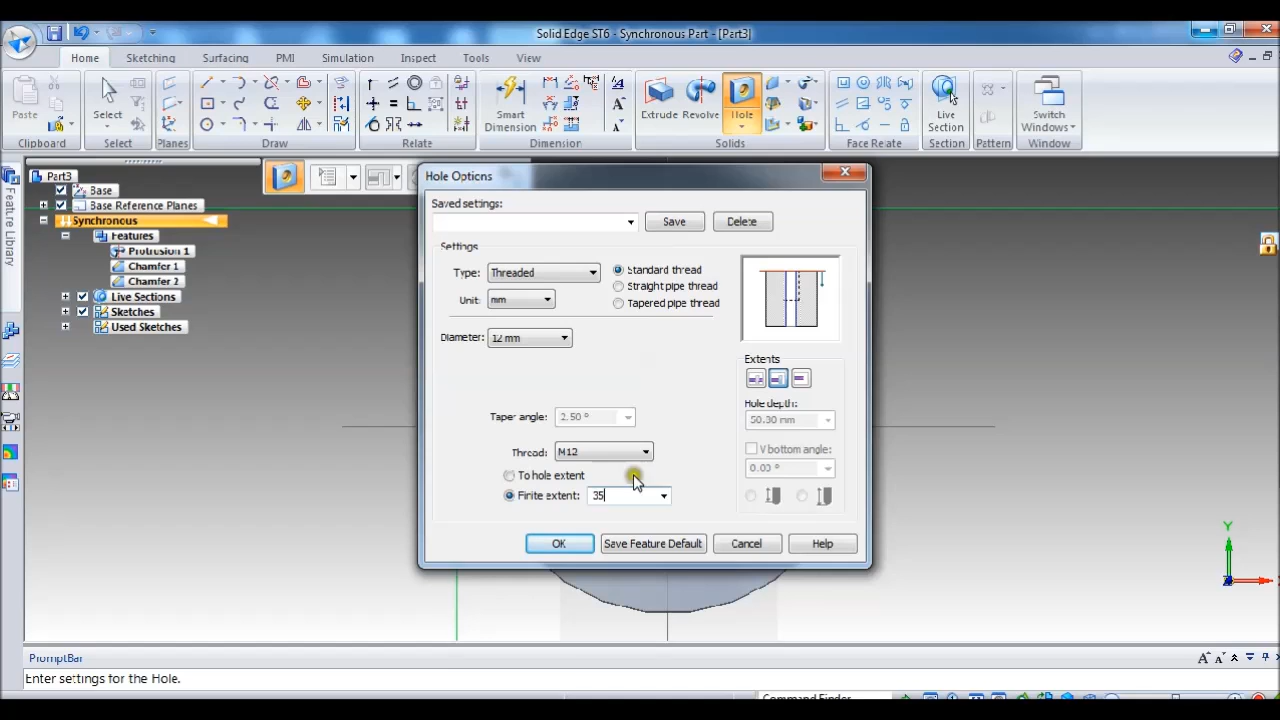 Solid Edge ST6 - Synchronous Part - [Part3]
Home Sketching Surfacing PMI Simulation Inspect Tools View
Paste Select Smart Dimension Extrude Revolve Hole Live Section Switch Windows
Clipboard Select Planes Draw Relate Dimension Solids Face Relate Section Pattern Window
Feature Library
Part3
Base
Base Reference Planes
Synchronous
Features
Protrusion 1
Chamfer 1
Chamfer 2
Live Sections
Sketches
Used Sketches
Hole Options
Saved settings:
Save Delete
Settings
Type: Threaded
Standard thread
Straight pipe thread
Unit: mm
Tapered pipe thread
Diameter: 12 mm
Extents
Hole depth:
50.00 mm
Taper angle: 2.50 °
Thread: M12
V bottom angle:
0.00 °
To hole extent
Finite extent: 35
OK Save Feature Default Cancel Help
Y
PromptBar
Enter settings for the Hole.
Command Finder